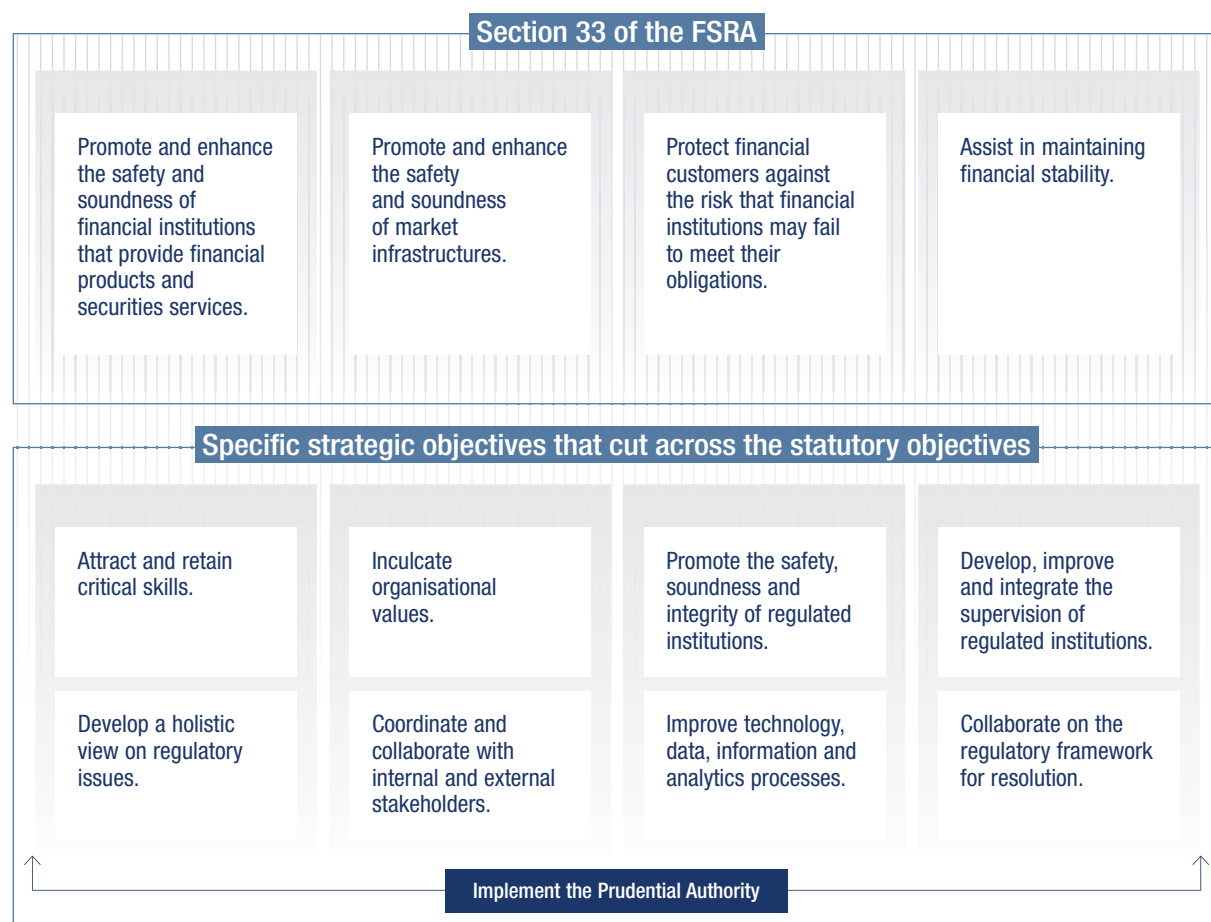 Section 33 of the FSRA
Promote and enhance
the safety and
soundness of
financial institutions
that provide financial
products and
securities services.
Promote and enhance
the safety
and soundness
of market
infrastructures.
Protect financial
customers against
the risk that financial
institutions may fail
to meet their
obligations.
Assist in maintaining
financial stability.
Specific strategic objectives that cut across the statutory objectives
Attract and retain
critical skills.
Inculcate
organisational
values.
Promote the safety,
soundness and
integrity of regulated
institutions.
Develop, improve
and integrate the
supervision of
regulated institutions.
Develop a holistic
view on regulatory
issues.
Coordinate and
collaborate with
internal and external
stakeholders.
Improve technology,
data, information and
analytics processes.
Collaborate on the
regulatory framework
for resolution.
Implement the Prudential Authority